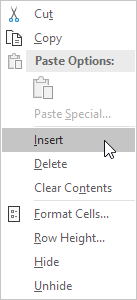 Cut
Copy
Paste Options:
Paste Special...
Insert
Delete
Clear Contents
Format Cells...
Row Height...
Hide
Unhide